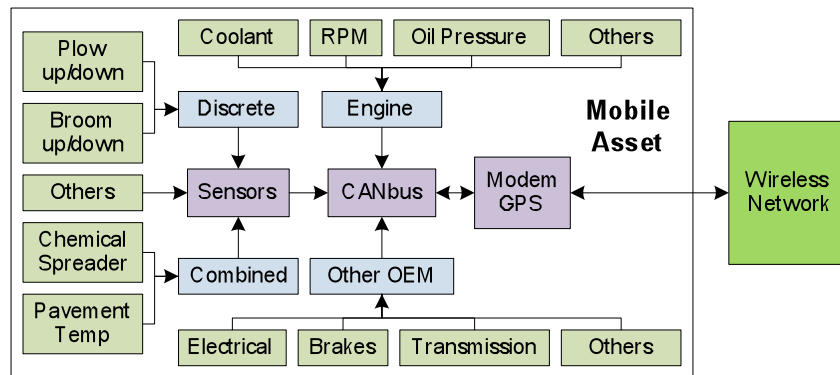 Coolant
RPM
Oil Pressure
Others
Plow
up/down
Broom
up/down
Discrete
Engine
Mobile
Asset
Others
Sensors
CANbus
Modem
GPS
Wireless
Network
Chemical
Spreader
Combined
Other OEM
Pavement
Temp
Electrical
Brakes
Transmission
Others